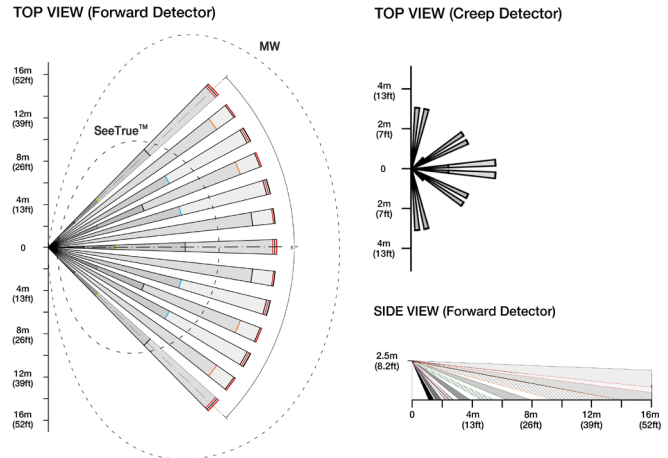 TOP VIEW (Forward Detector)
MW
16m
(52ft)
12m
(39ft)
SeeTrue™
8m
(26ft)
4m
(13ft)
0
4m
(13ft)
8m
(26ft)
12m
(39ft)
16m
(52ft)
TOP VIEW (Creep Detector)
4m
(13ft)
2m
(7ft)
0
2m
(7ft)
4m
(13ft)
SIDE VIEW (Forward Detector)
2.5m
(8.2ft)
0
4m
(13ft)
8m
(26ft)
12m
(39ft)
16m
(52ft)